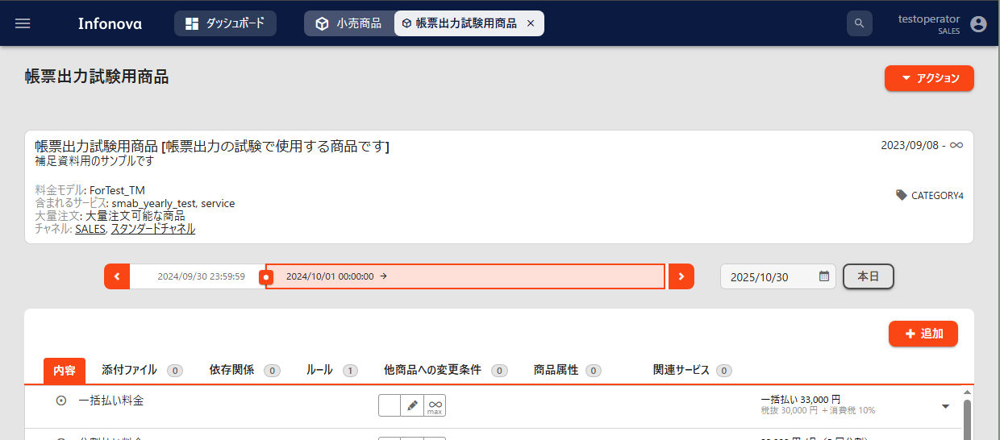 Infonova
ダッシュボード
小売商品
帳票出力試験用商品 ×
testoperator
SALES
帳票出力試験用商品
アクション
帳票出力試験用商品 [帳票出力の試験で使用する商品です]
2023/09/08 - ∞
補足資料用のサンプルです
料金モデル: ForTest_TM
CATEGORY4
含まれるサービス: smab_yearly_test, service
大量注文: 大量注文可能な商品
チャネル: SALES, スタンダードチャネル
2024/09/30 23:59:59
2024/10/01 00:00:00 →
2025/10/30
本日
+ 追加
内容
添付ファイル 0
依存関係 0
ルール 1
他商品への変更条件 0
商品属性 0
関連サービス 0
一括払い料金
∞
max
一括払い 33,000 円
税抜 30,000 円 + 消費税 10%